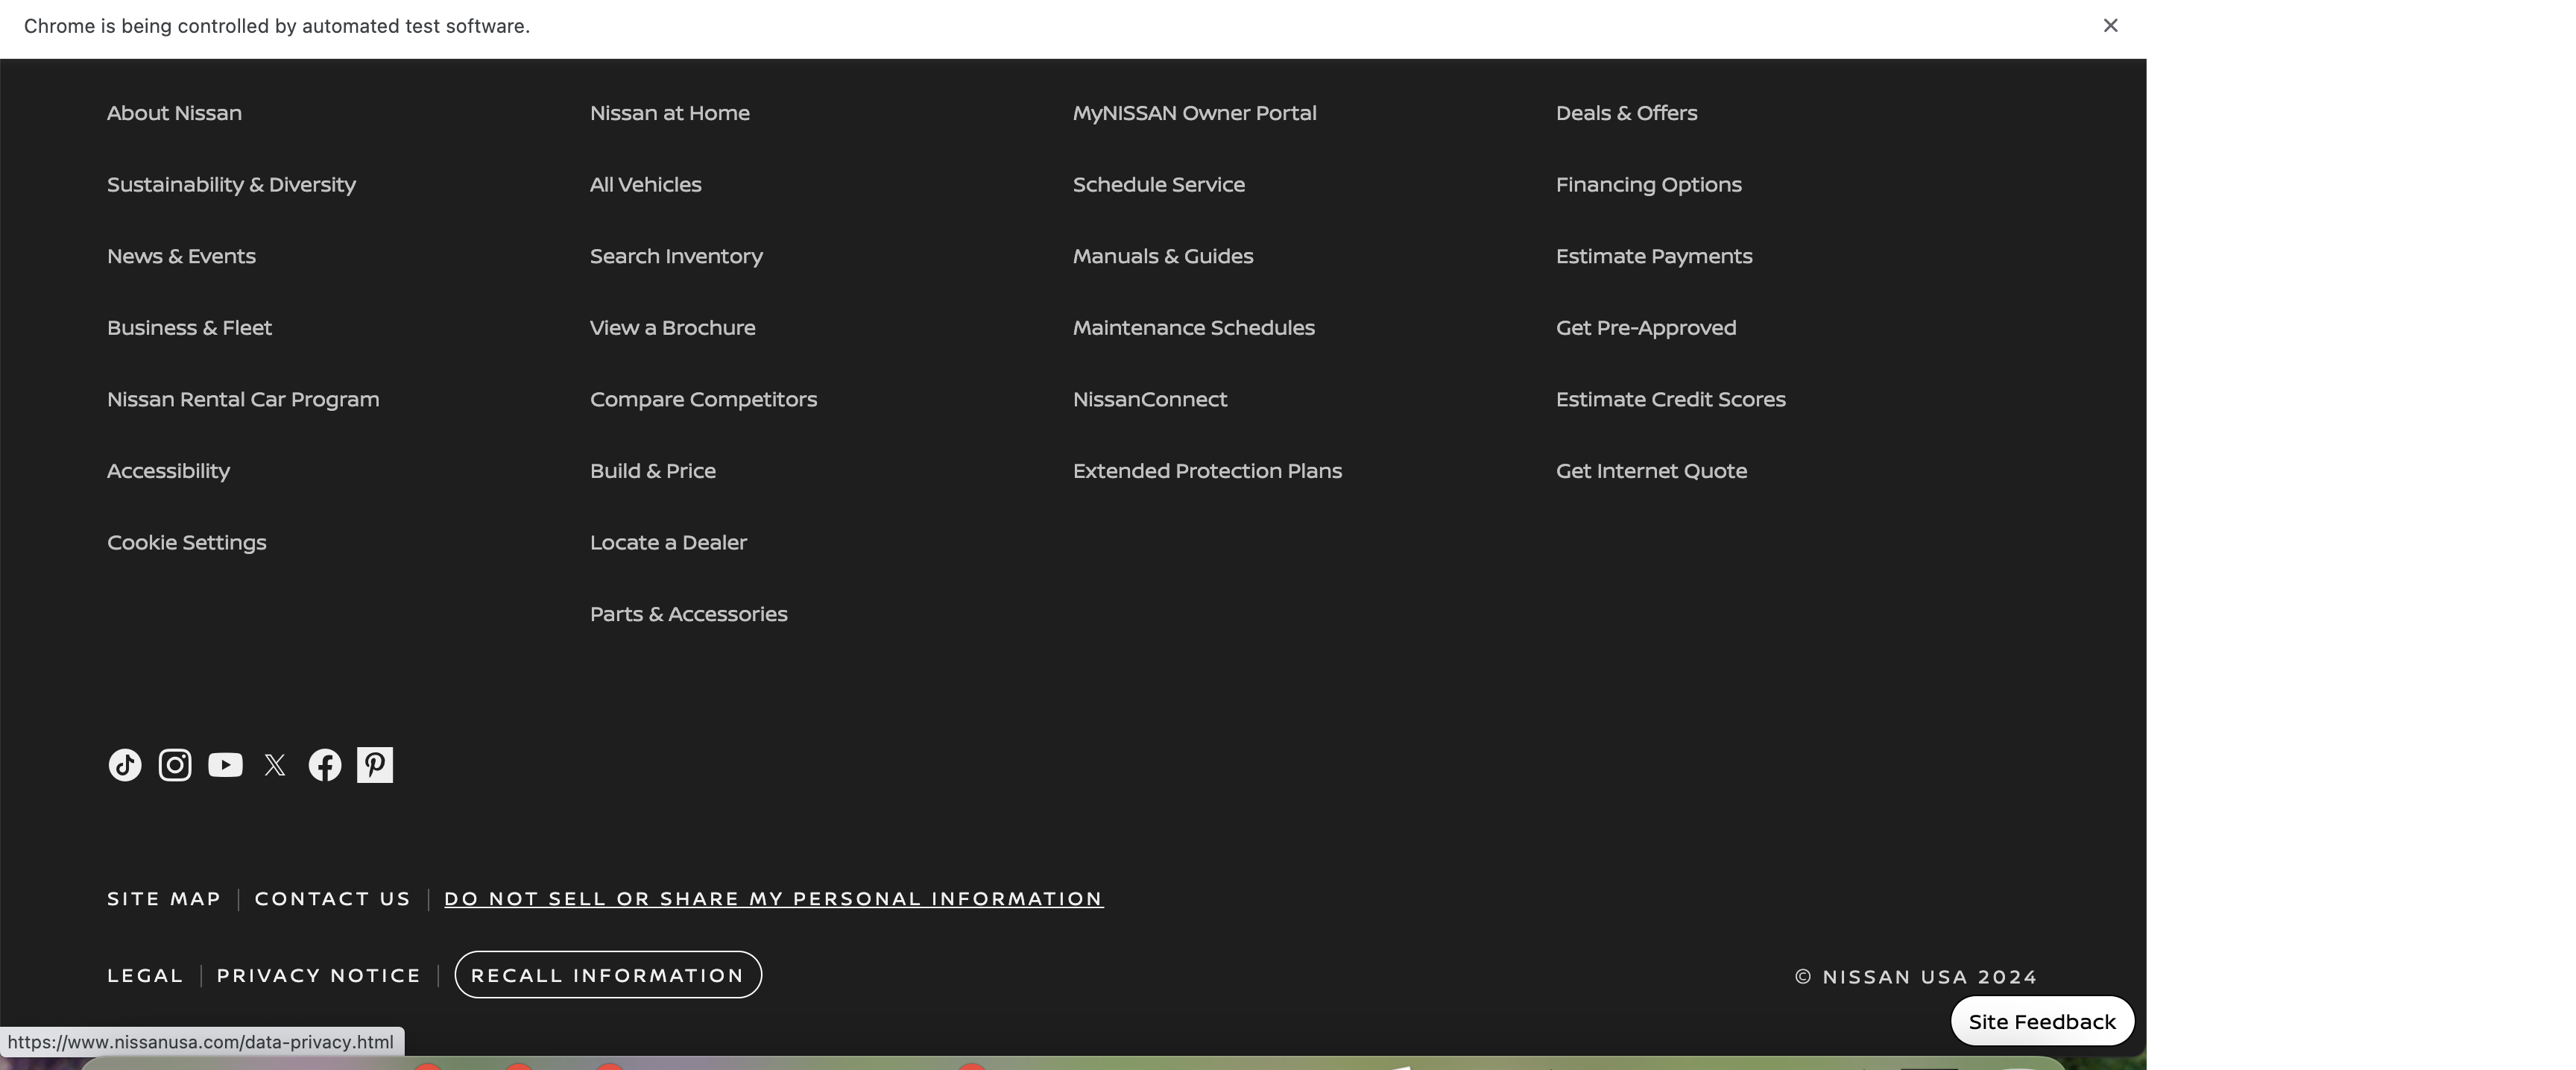 Chrome is being controlled by automated test software.
About Nissan
Sustainability & Diversity
News & Events
Business & Fleet
Nissan Rental Car Program
Accessibility
Cookie Settings
Nissan at Home
All Vehicles
Search Inventory
View a Brochure
Compare Competitors
Build & Price
Locate a Dealer
Parts & Accessories
MyNISSAN Owner Portal
Schedule Service
Manuals & Guides
Maintenance Schedules
NissanConnect
Extended Protection Plans
Deals & Offers
Financing Options
Estimate Payments
Get Pre-Approved
Estimate Credit Scores
Get Internet Quote
SITE MAP | CONTACT US | DO NOT SELL OR SHARE MY PERSONAL INFORMATION
LEGAL | PRIVACY NOTICE | RECALL INFORMATION
© NISSAN USA 2024
Site Feedback
https://www.nissanusa.com/data-privacy.html